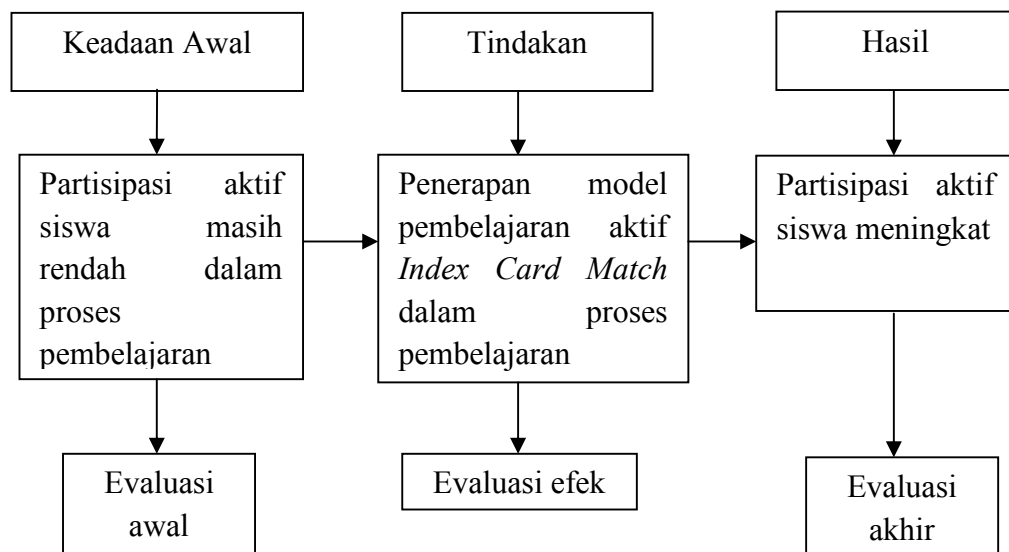 Keadaan Awal
Tindakan
Hasil
Partisipasi aktif
siswa masih
rendah dalam
proses
pembelajaran
Penerapan model
pembelajaran aktif
Index Card Match
dalam proses
pembelajaran
Partisipasi aktif
siswa meningkat
Evaluasi
awal
Evaluasi efek
Evaluasi
akhir